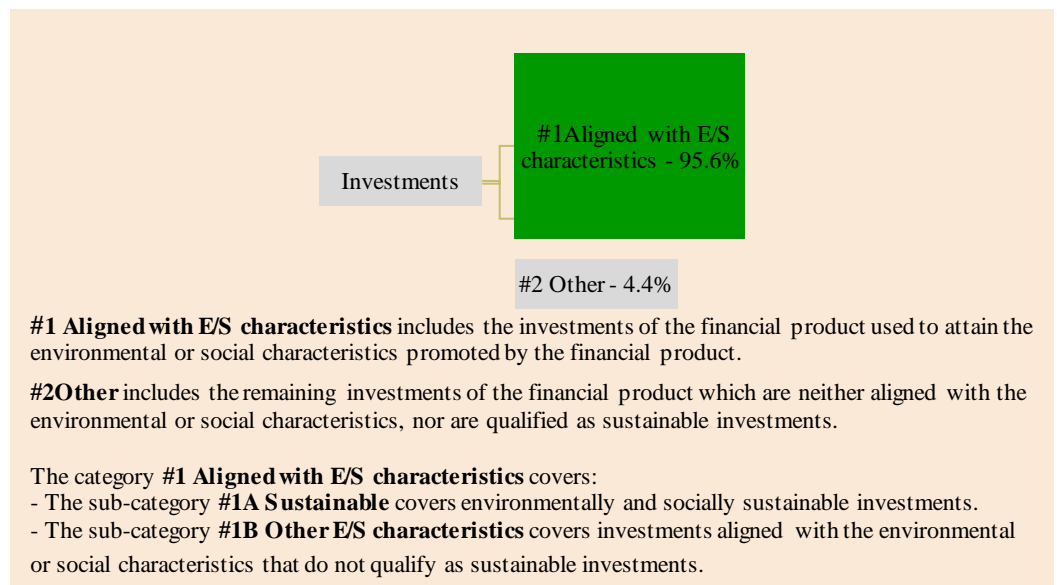 #1Aligned with E/S
characteristics - 95.6%
Investments
#2 Other - 4.4%
#1 Aligned with E/S characteristics includes the investments of the financial product used to attain the
environmental or social characteristics promoted by the financial product.
#2Other includes the remaining investments of the financial product which are neither aligned with the
environmental or social characteristics, nor are qualified as sustainable investments.
The category #1 Aligned with E/S characteristics covers:
- The sub-category #1A Sustainable covers environmentally and socially sustainable investments.
- The sub-category #1B Other E/S characteristics covers investments aligned with the environmental
or social characteristics that do not qualify as sustainable investments.